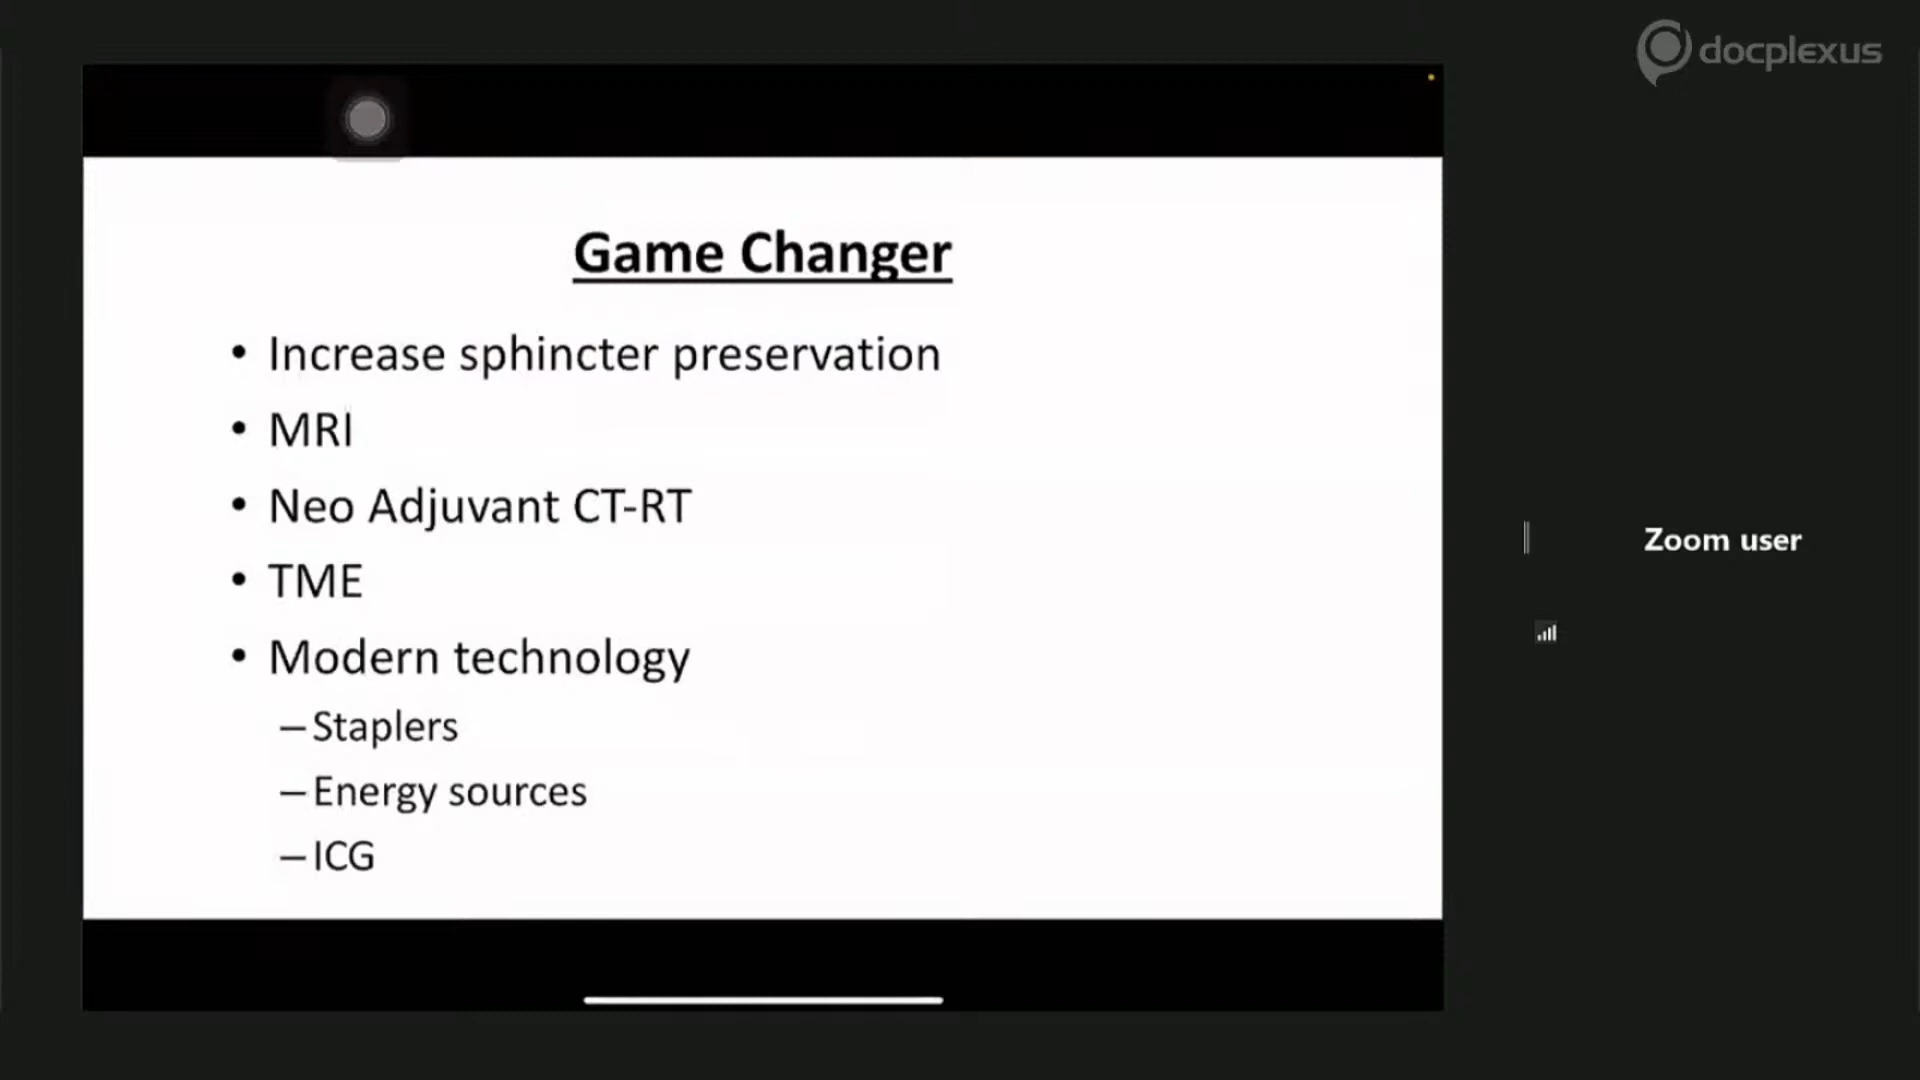 docplexus
Game Changer
• Increase sphincter preservation
• MRI
• Neo Adjuvant CT-RT
• TME
• Modern technology
– Staplers
– Energy sources
– ICG
Zoom user